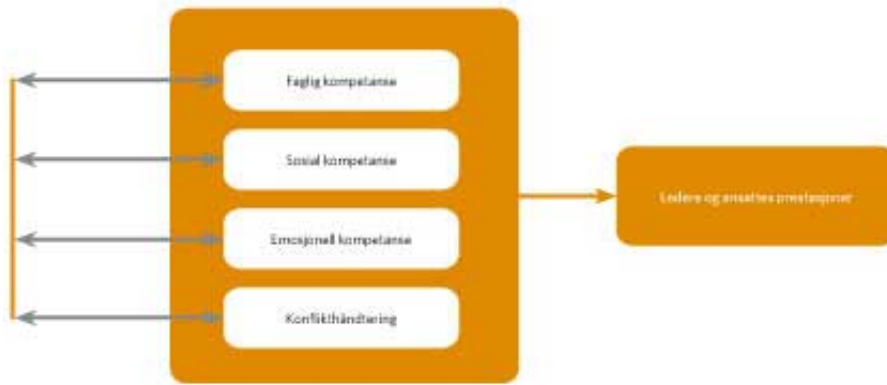 Faglig kompetanse
Sosial kompetanse
Emosjonell kompetanse
Konflikthåndtering
Ledere og ansattes prestasjoner